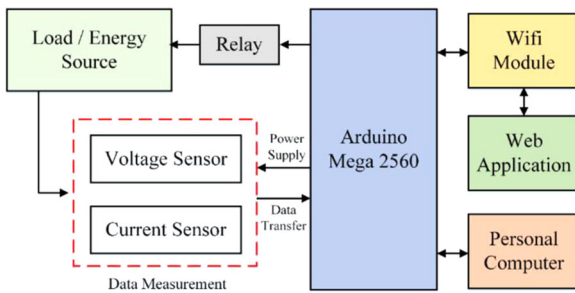 Load / Energy
Source
Relay
Arduino
Mega 2560
Wifi
Module
Web
Application
Personal
Computer
Voltage Sensor
Current Sensor
Power
Supply
Data
Transfer
Data Measurement